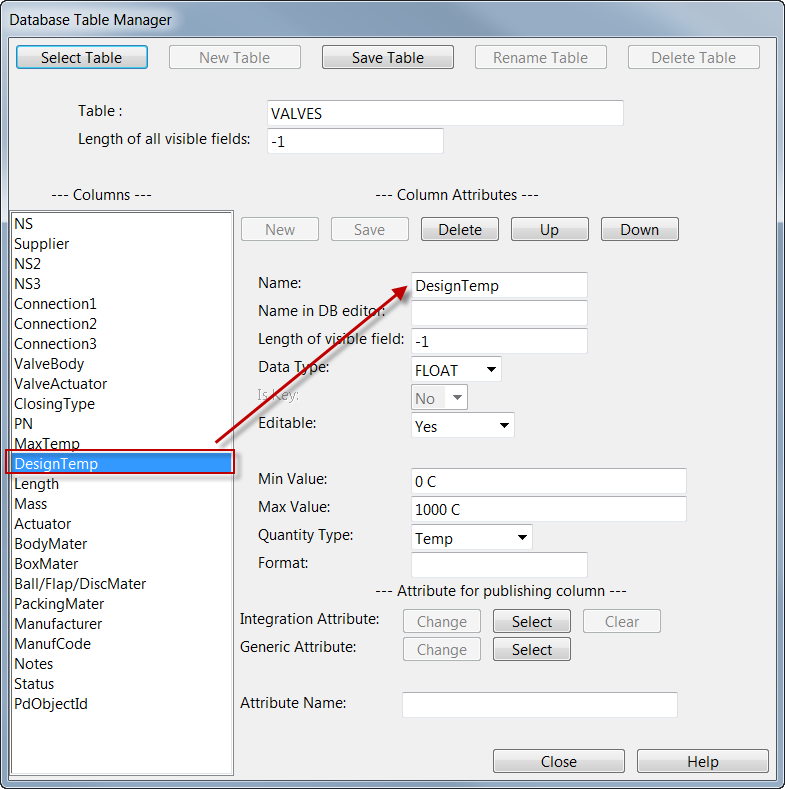 Database Table Manager
Select Table New Table Save Table Rename Table Delete Table
Table : VALVES
Length of all visible fields: -1
--- Columns ---
NS
Supplier
NS2
NS3
Connection1
Connection2
Connection3
ValveBody
ValveActuator
ClosingType
PN
MaxTemp
DesignTemp
Length
Mass
Actuator
BodyMater
BoxMater
Ball/Flap/DiscMater
PackingMater
Manufacturer
ManufCode
Notes
Status
PdObjectId
--- Column Attributes ---
New Save Delete Up Down
Name: DesignTemp
Name in DB editor:
Length of visible field: -1
Data Type: FLOAT
Is Key: No
Editable: Yes
Min Value: 0 C
Max Value: 1000 C
Quantity Type: Temp
Format:
--- Attribute for publishing column ---
Integration Attribute: Change Select Clear
Generic Attribute: Change Select
Attribute Name:
Close Help